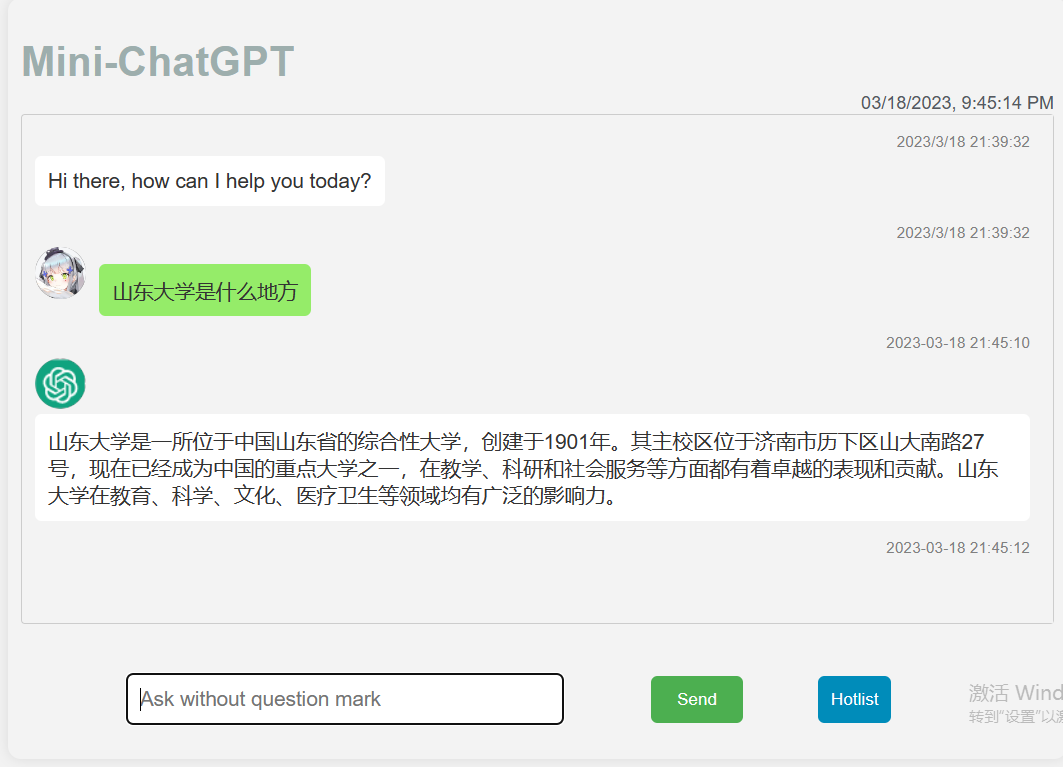 Mini-ChatGPT
03/18/2023, 9:45:14 PM
2023/3/18 21:39:32
Hi there, how can I help you today?
2023/3/18 21:39:32
山东大学是什么地方
2023-03-18 21:45:10
山东大学是一所位于中国山东省的综合性大学，创建于1901年。其主校区位于济南市历下区山大南路27
号，现在已经成为中国的重点大学之一，在教学、科研和社会服务等方面都有着卓越的表现和贡献。山东
大学在教育、科学、文化、医疗卫生等领域均有广泛的影响力。
2023-03-18 21:45:12
Ask without question mark
Send
Hotlist
激活 Wind
转到“设置”以激